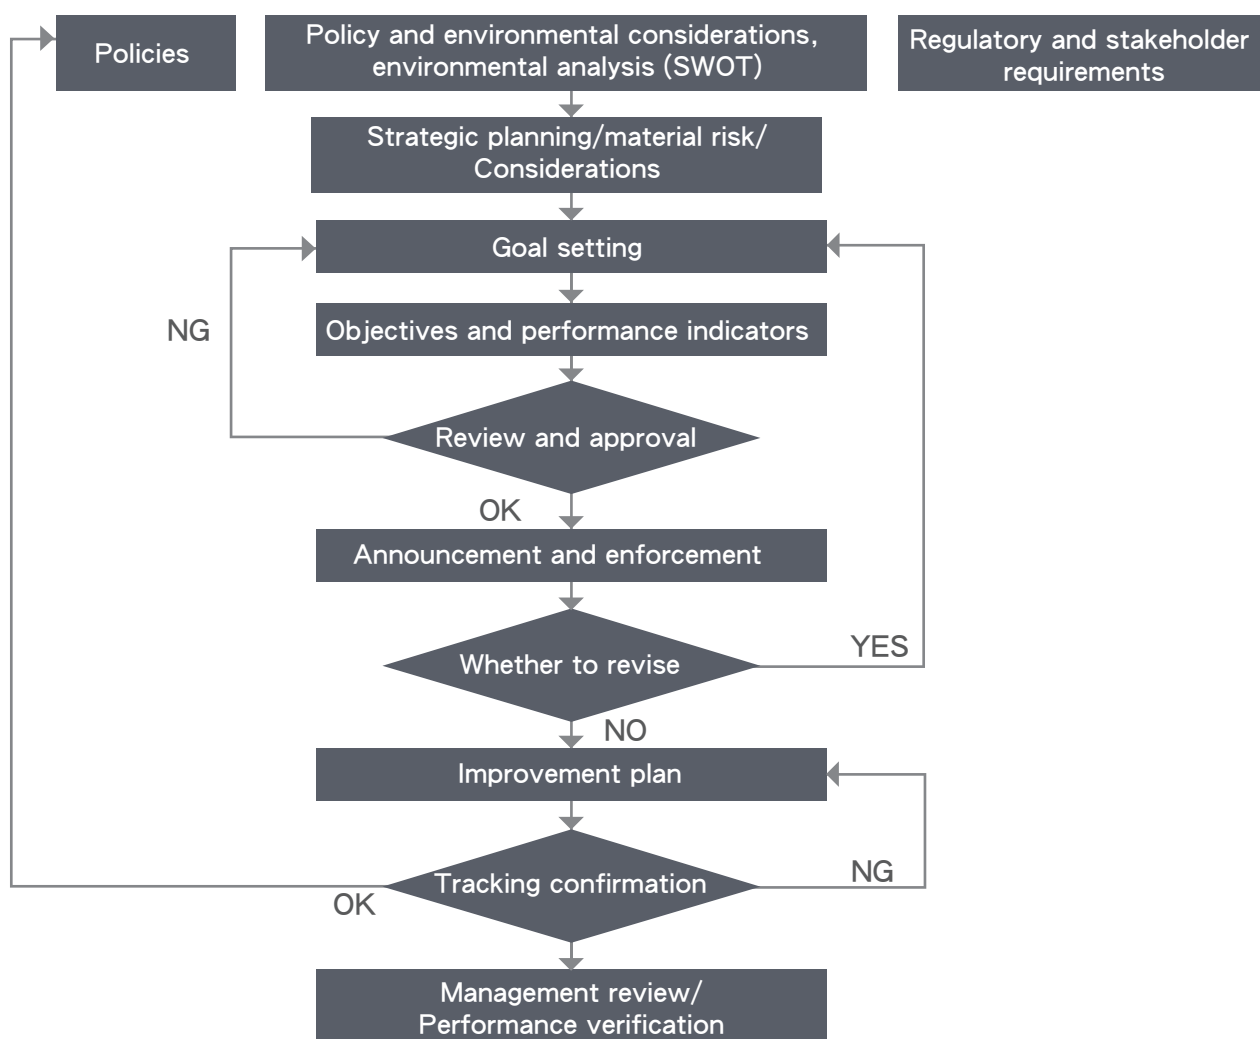 Policies
Policy and environmental considerations,
environmental analysis (SWOT)
Regulatory and stakeholder
requirements
Strategic planning/material risk/
Considerations
Goal setting
NG
Objectives and performance indicators
Review and approval
OK
Announcement and enforcement
Whether to revise
YES
NO
Improvement plan
Tracking confirmation
NG
OK
Management review/
Performance verification